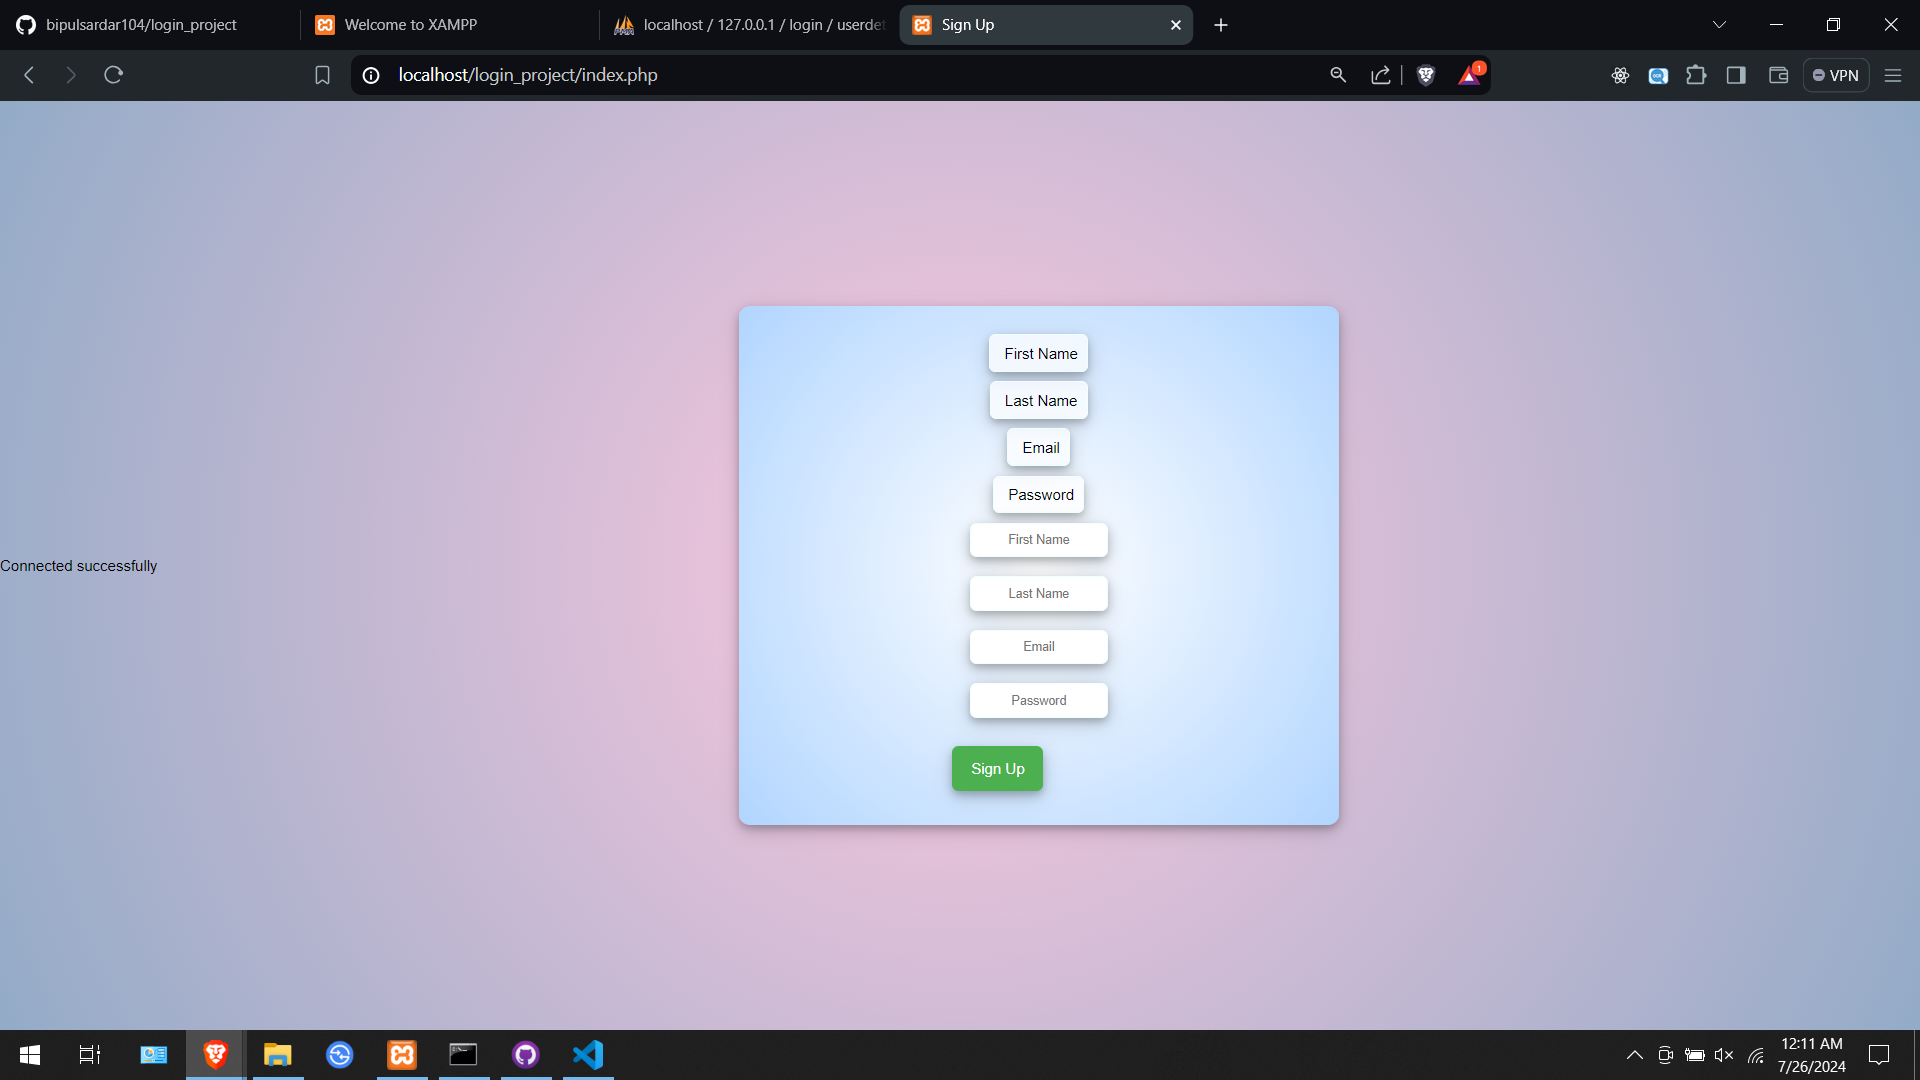 bipulsardar104/login_project
Welcome to XAMPP
localhost / 127.0.0.1 / login / userdet
Sign Up
localhost/login_project/index.php
1
VPN
First Name
Last Name
Email
Password
First Name
Connected successfully
Last Name
Email
Password
Sign Up
12:11 AM
7/26/2024